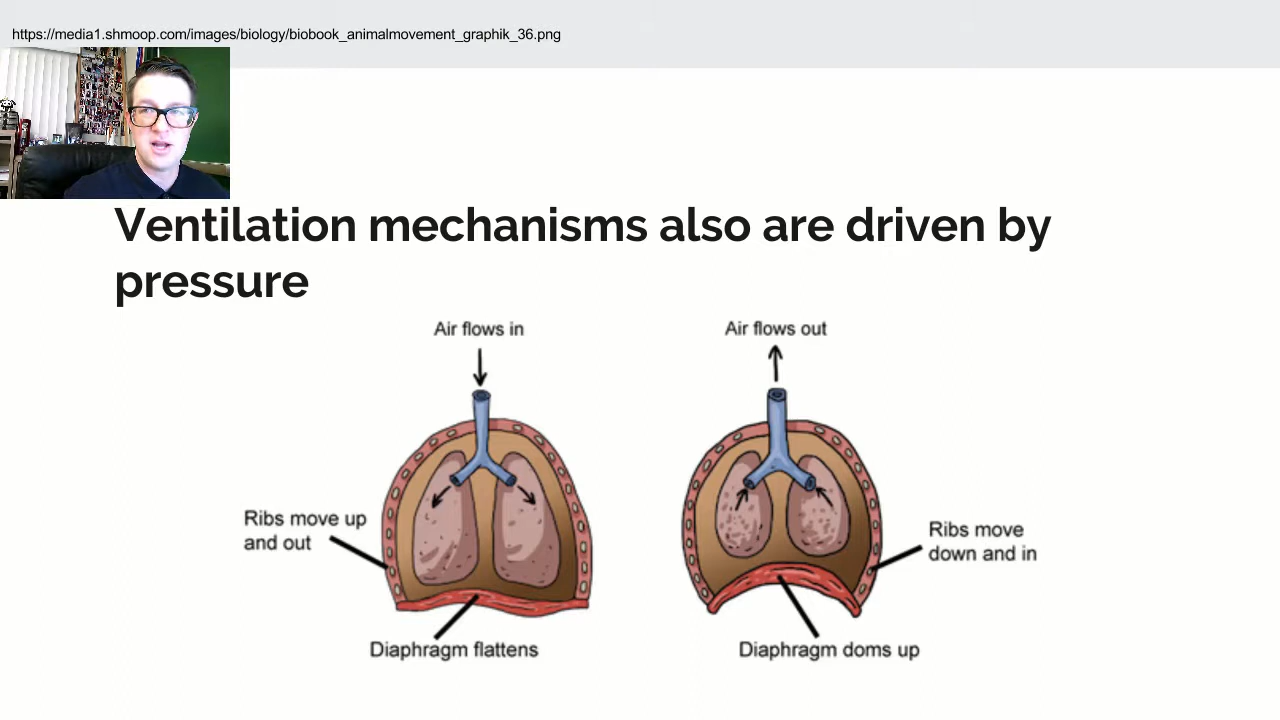 https://media1.shmoop.com/images/biology/biobook_animalmovement_graphik_36.png
Ventilation mechanisms also are driven by
pressure
Air flows in
Air flows out
Ribs move up
and out
Ribs move
down and in
Diaphragm flattens
Diaphragm doms up